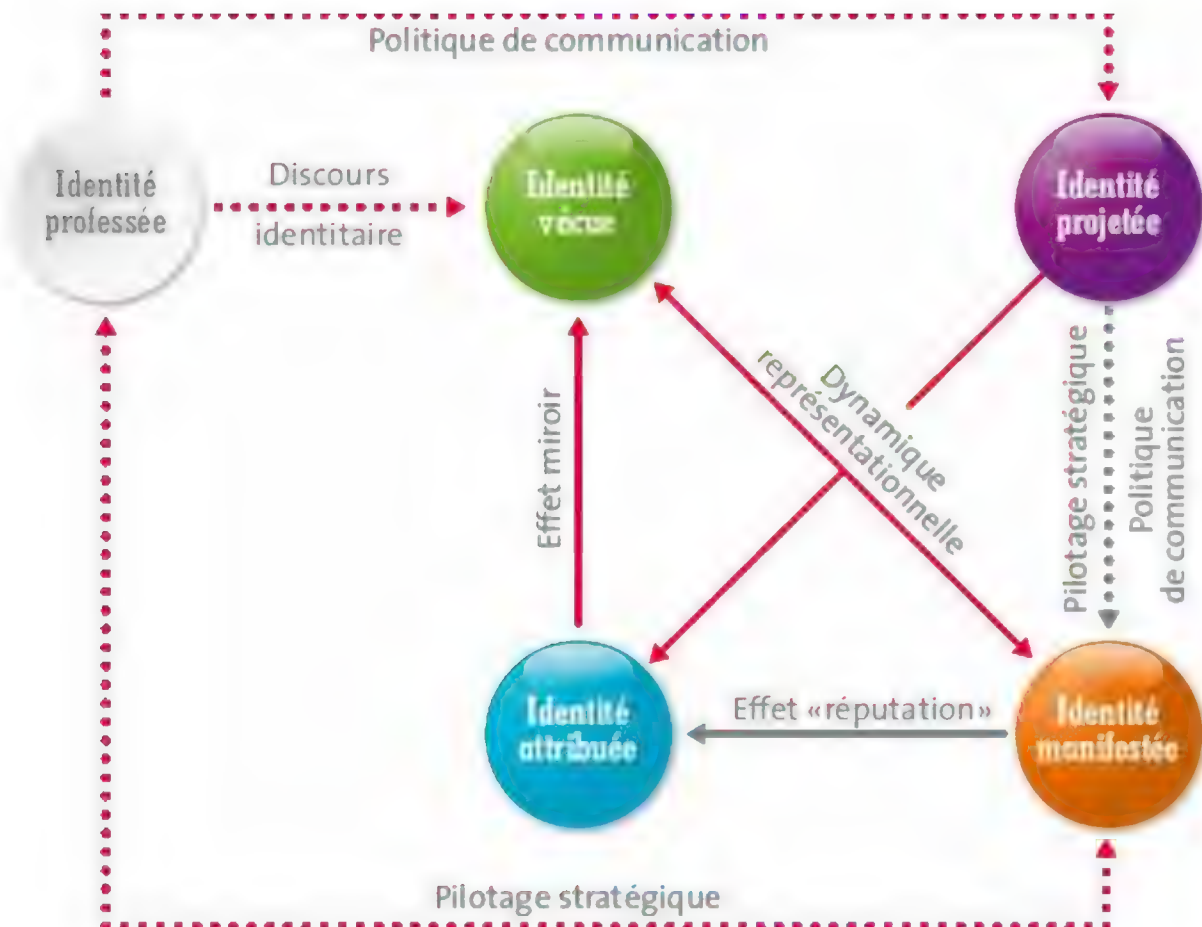 Politique de communication
Identité
professée
Discours
identitaire
Identité
vécue
Identité
projetée
Effet miroir
Dynamique
représentationnelle
Pilotage stratégique
Politique
de communication
Identité
attribuée
Effet «réputation»
Identité
manifestée
Pilotage stratégique